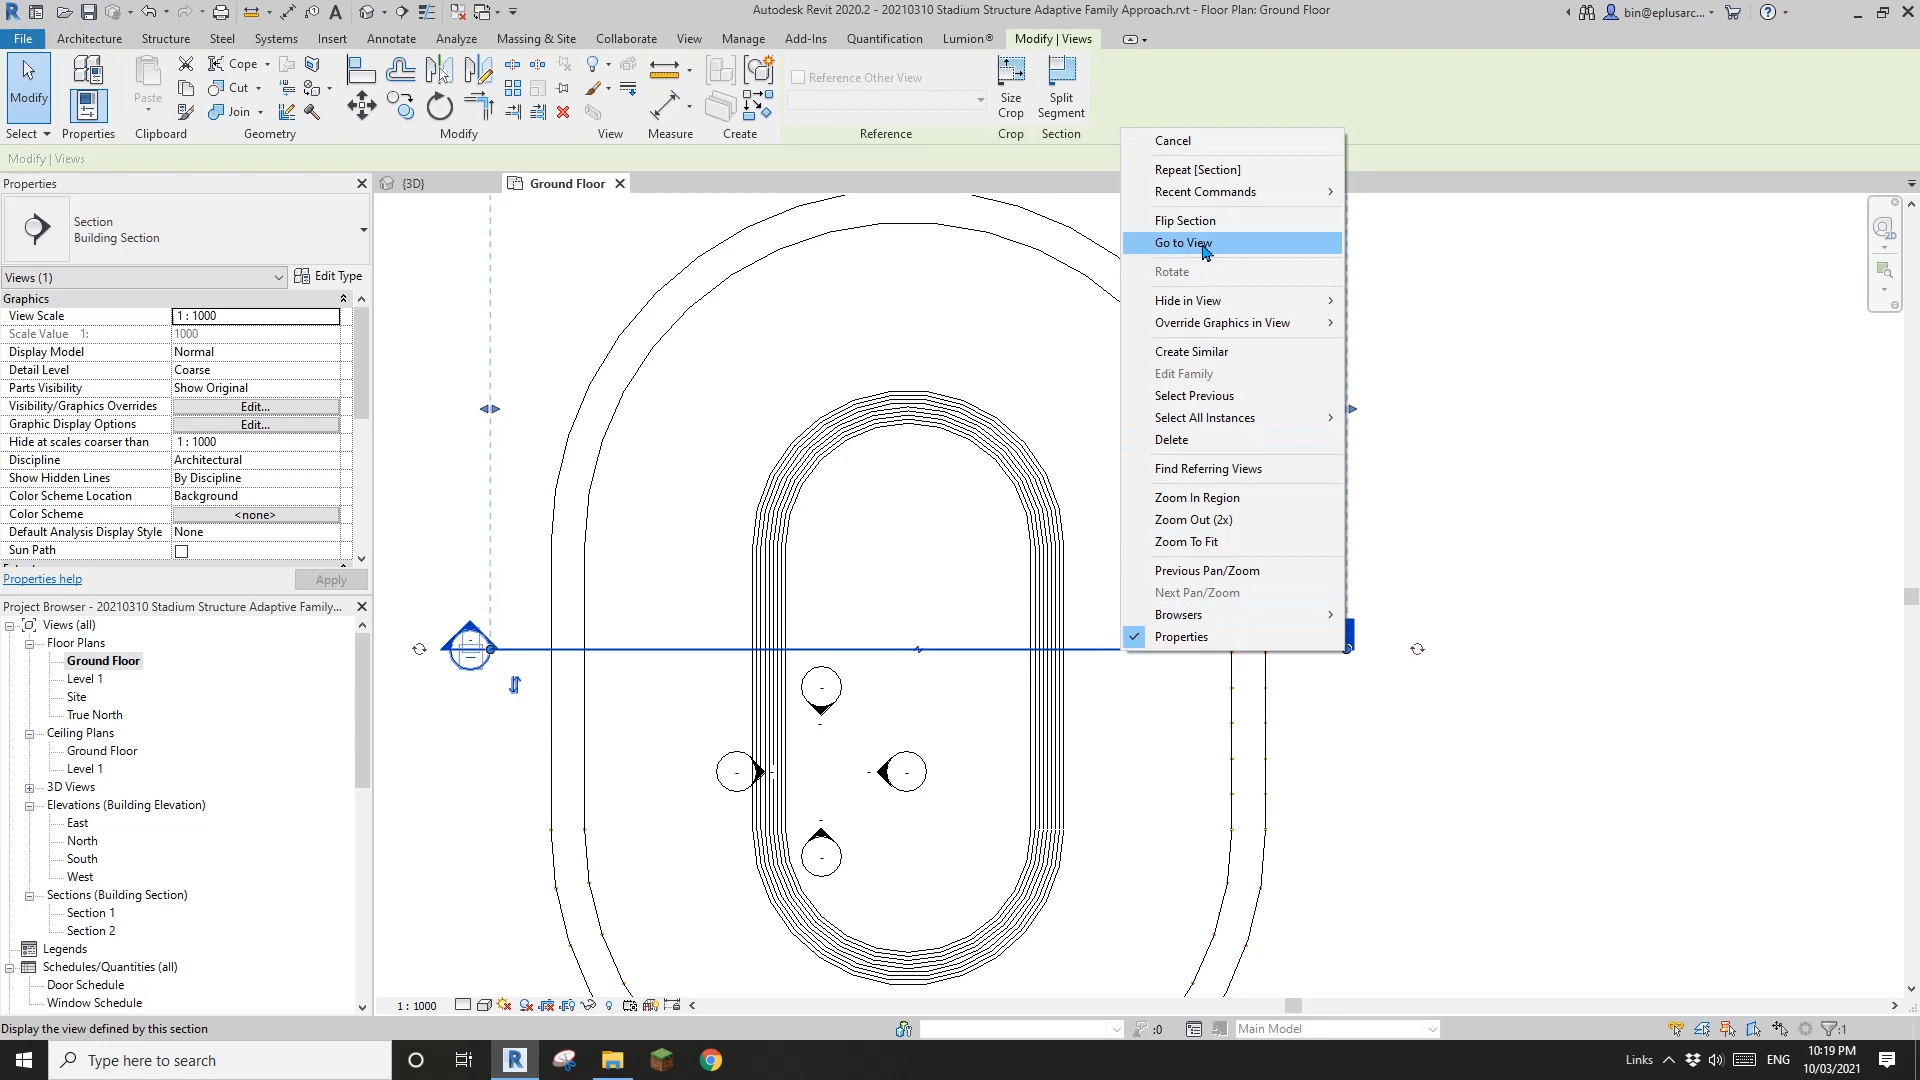 Autodesk Revit 2020.2 - 20210310 Stadium Structure Adaptive Family Approach.rvt - Floor Plan: Ground Floor
bin@eplusarc...
File Architecture Structure Steel Systems Insert Annotate Analyze Massing & Site Collaborate View Manage Add-Ins Quantification Lumion® Modify | Views
Modify
Paste
Cope
Cut
Join
Reference Other View
Size Crop
Split Segment
Select Properties Clipboard Geometry Modify View Measure Create Reference Crop Section
Modify | Views
Properties
Section
Building Section
Views (1) Edit Type
Graphics
View Scale 1 : 1000
Scale Value 1: 1000
Display Model Normal
Detail Level Coarse
Parts Visibility Show Original
Visibility/Graphics Overrides Edit...
Graphic Display Options Edit...
Hide at scales coarser than 1 : 1000
Discipline Architectural
Show Hidden Lines By Discipline
Color Scheme Location Background
Color Scheme <none>
Default Analysis Display Style None
Sun Path
Properties help Apply
Project Browser - 20210310 Stadium Structure Adaptive Family...
Views (all)
Floor Plans
Ground Floor
Level 1
Site
True North
Ceiling Plans
Ground Floor
Level 1
3D Views
Elevations (Building Elevation)
East
North
South
West
Sections (Building Section)
Section 1
Section 2
Legends
Schedules/Quantities (all)
Door Schedule
Window Schedule
{3D} Ground Floor
2D
Cancel
Repeat [Section]
Recent Commands
Flip Section
Go to View
Rotate
Hide in View
Override Graphics in View
Create Similar
Edit Family
Select Previous
Select All Instances
Delete
Find Referring Views
Zoom In Region
Zoom Out (2x)
Zoom To Fit
Previous Pan/Zoom
Next Pan/Zoom
Browsers
Properties
1 : 1000
Display the view defined by this section
:0
Main Model
:1
Type here to search
Links
ENG
10:19 PM
10/03/2021